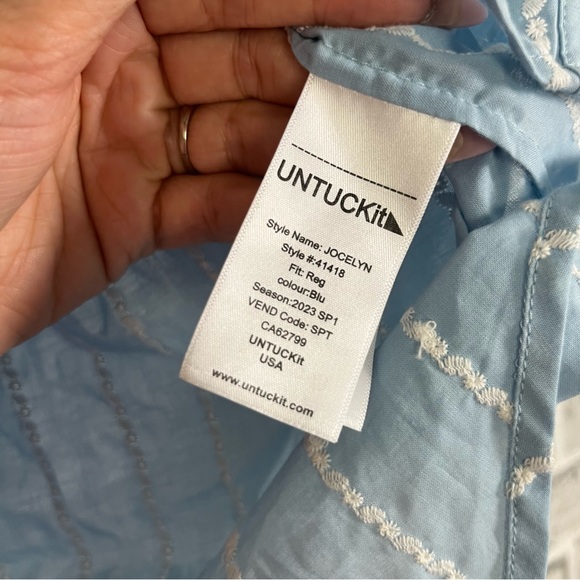 UNTUCKit
Style Name: JOCELYN
Style #:41418
Fit: Reg
colour:Blu
Season:2023 SP1
VEND Code: SPT
CA62799
UNTUCKit
USA
www.untuckit.com